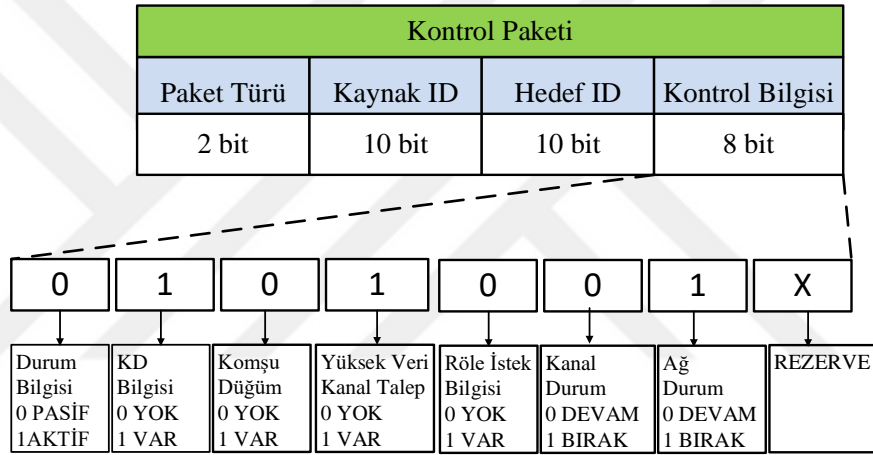 Kontrol Paketi
Paket Türü Kaynak ID Hedef ID Kontrol Bilgisi
2 bit 10 bit 10 bit 8 bit
0 1 0 1 0 0 1 X
Durum
Bilgisi
0 PASİF
1AKTİF
KD
Bilgisi
0 YOK
1 VAR
Komşu
Düğüm
0 YOK
1 VAR
Yüksek Veri
Kanal Talep
0 YOK
1 VAR
Röle İstek
Bilgisi
0 YOK
1 VAR
Kanal
Durum
0 DEVAM
1 BIRAK
Ağ
Durum
0 DEVAM
1 BIRAK
REZERVE